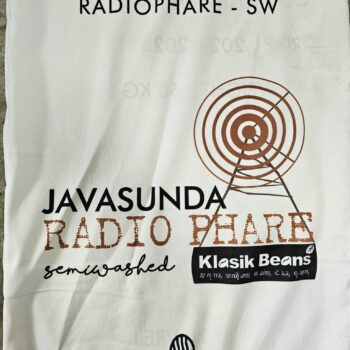 RADIOPHARE - SW
JAVASUNDA
RADIO PHARE
semiwashed
Klasik Beans